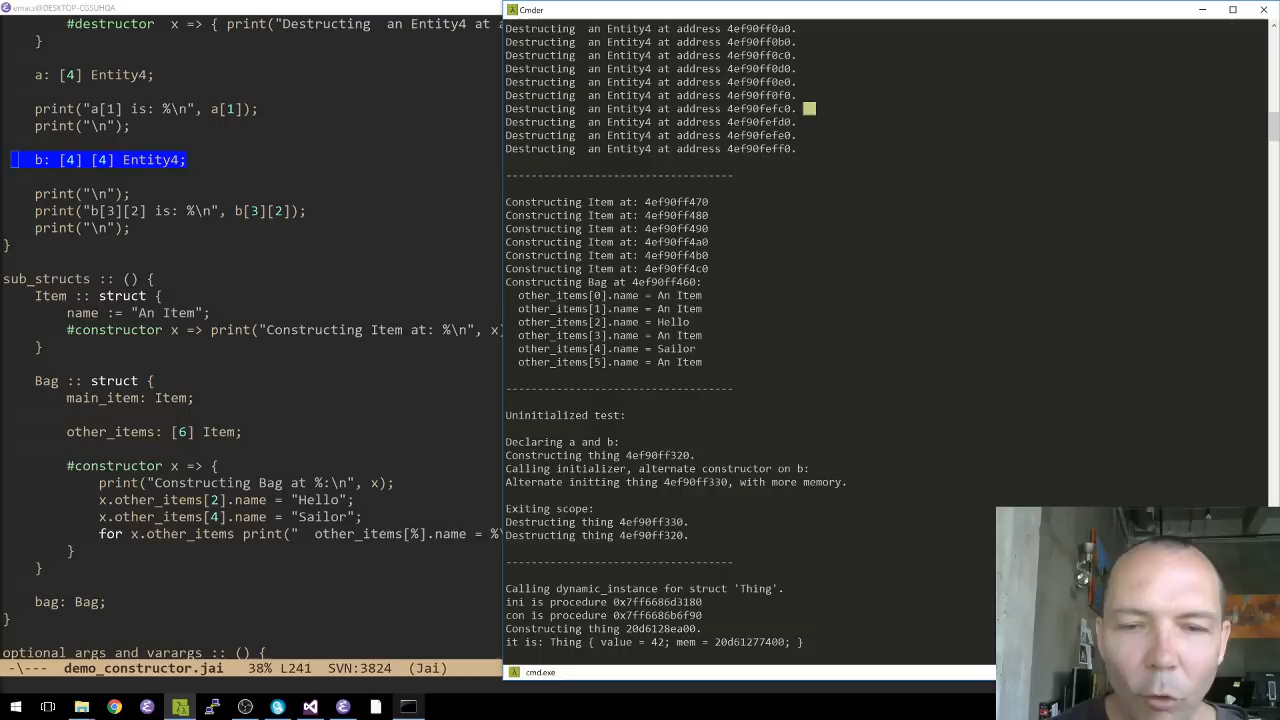 emacs@DESKTOP-CGSUHQA
#destructor x => { print("Destructing  an Entity4 at a
}
a: [4] Entity4;
print("a[1] is: %\n", a[1]);
print("\n");
b: [4] [4] Entity4;
print("\n");
print("b[3][2] is: %\n", b[3][2]);
print("\n");
}
sub_structs :: () {
Item :: struct {
name := "An Item";
#constructor x => print("Constructing Item at: %\n", x)
}
Bag :: struct {
main_item: Item;
other_items: [6] Item;
#constructor x => {
print("Constructing Bag at %:\n", x);
x.other_items[2].name = "Hello";
x.other_items[4].name = "Sailor";
for x.other_items print("  other_items[%].name = %\
}
}
bag: Bag;
}
optional_args_and_varargs :: () {
-\---  demo_constructor.jai   38% L241  SVN:3824  (Jai)
Cmder
Destructing  an Entity4 at address 4ef90ff0a0.
Destructing  an Entity4 at address 4ef90ff0b0.
Destructing  an Entity4 at address 4ef90ff0c0.
Destructing  an Entity4 at address 4ef90ff0d0.
Destructing  an Entity4 at address 4ef90ff0e0.
Destructing  an Entity4 at address 4ef90ff0f0.
Destructing  an Entity4 at address 4ef90fefc0.
Destructing  an Entity4 at address 4ef90fefd0.
Destructing  an Entity4 at address 4ef90fefe0.
Destructing  an Entity4 at address 4ef90feff0.
------------------------------------
Constructing Item at: 4ef90ff470
Constructing Item at: 4ef90ff480
Constructing Item at: 4ef90ff490
Constructing Item at: 4ef90ff4a0
Constructing Item at: 4ef90ff4b0
Constructing Item at: 4ef90ff4c0
Constructing Bag at 4ef90ff460:
other_items[0].name = An Item
other_items[1].name = An Item
other_items[2].name = Hello
other_items[3].name = An Item
other_items[4].name = Sailor
other_items[5].name = An Item
------------------------------------
Uninitialized test:
Declaring a and b:
Constructing thing 4ef90ff320.
Calling initializer, alternate constructor on b:
Alternate initting thing 4ef90ff330, with more memory.
Exiting scope:
Destructing thing 4ef90ff330.
Destructing thing 4ef90ff320.
------------------------------------
Calling dynamic_instance for struct 'Thing'.
ini is procedure 0x7ff6686d3180
con is procedure 0x7ff6686b6f90
Constructing thing 20d6128ea00.
it is: Thing { value = 42; mem = 20d61277400; }
cmd.exe